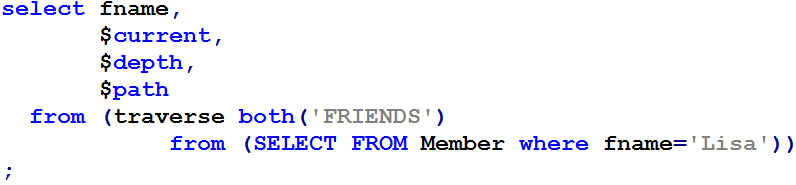 select fname,
       $current,
       $depth,
       $path
  from (traverse both('FRIENDS')
            from (SELECT FROM Member where fname='Lisa'))
;